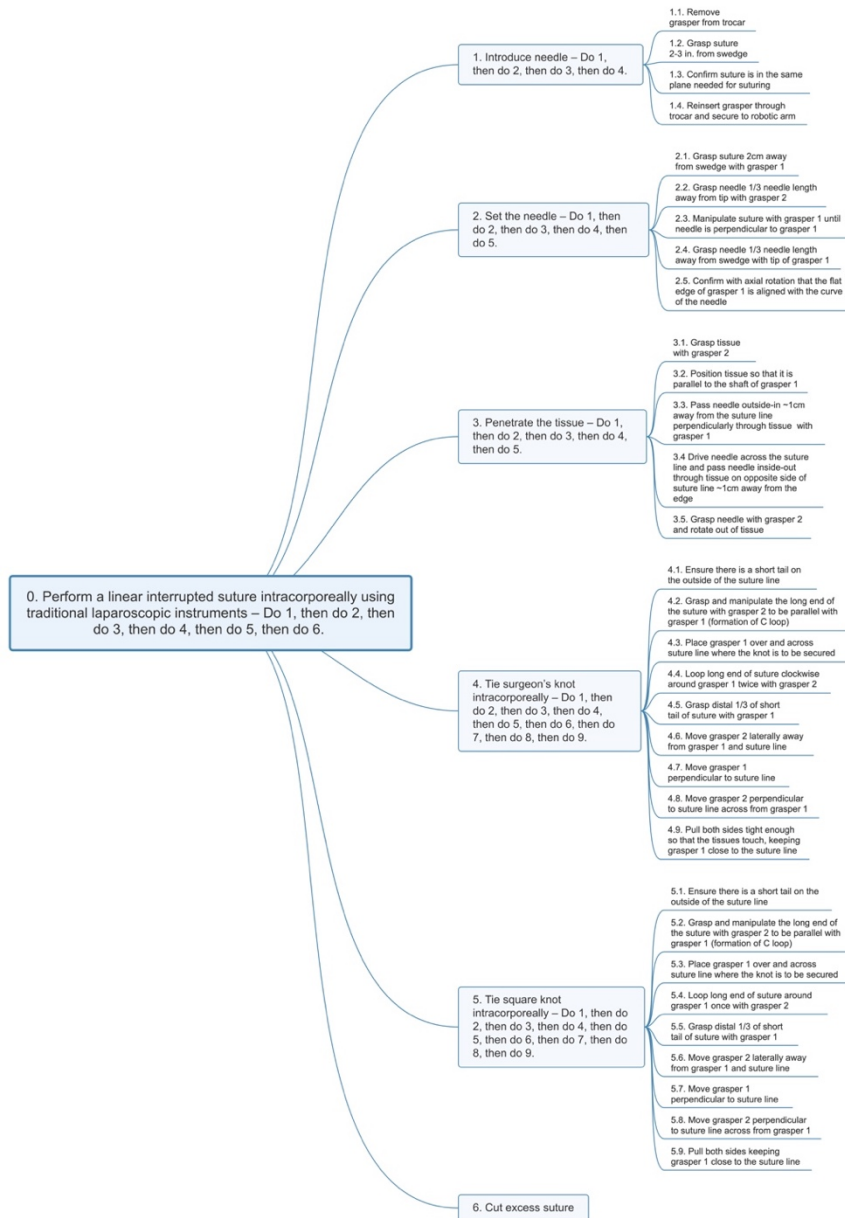 1.1. Remove
grasper from trocar
1.2. Grasp suture
2-3 in. from swedge
1. Introduce needle – Do 1,
then do 2, then do 3, then do 4.
1.3. Confirm suture is in the same
plane needed for suturing
1.4. Reinsert grasper through
trocar and secure to robotic arm
2.1. Grasp suture 2cm away
from swedge with grasper 1
2.2. Grasp needle 1/3 needle length
away from tip with grasper 2
2. Set the needle – Do 1, then
do 2, then do 3, then do 4, then
do 5.
2.3. Manipulate suture with grasper 1 until
needle is perpendicular to grasper 1
2.4. Grasp needle 1/3 needle length
away from swedge with tip of grasper 1
2.5. Confirm with axial rotation that the flat
edge of grasper 1 is aligned with the curve
of the needle
3.1. Grasp tissue
with grasper 2
3.2. Position tissue so that it is
parallel to the shaft of grasper 1
3. Penetrate the tissue – Do 1,
then do 2, then do 3, then do 4,
then do 5.
3.3. Pass needle outside-in ~1cm
away from the suture line
perpendicularly through tissue with
grasper 1
3.4 Drive needle across the suture
line and pass needle inside-out
through tissue on opposite side of
suture line ~1cm away from the
edge
3.5. Grasp needle with grasper 2
and rotate out of tissue
0. Perform a linear interrupted suture intracorporeally using
traditional laparoscopic instruments – Do 1, then do 2, then
do 3, then do 4, then do 5, then do 6.
4.1. Ensure there is a short tail on
the outside of the suture line
4.2. Grasp and manipulate the long end of
the suture with grasper 2 to be parallel with
grasper 1 (formation of C loop)
4.3. Place grasper 1 over and across
suture line where the knot is to be secured
4. Tie surgeon's knot
intracorporeally – Do 1, then
do 2, then do 3, then do 4,
then do 5, then do 6, then do
7, then do 8, then do 9.
4.4. Loop long end of suture clockwise
around grasper 1 twice with grasper 2
4.5. Grasp distal 1/3 of short
tail of suture with grasper 1
4.6. Move grasper 2 laterally away
from grasper 1 and suture line
4.7. Move grasper 1
perpendicular to suture line
4.8. Move grasper 2 perpendicular
to suture line across from grasper 1
4.9. Pull both sides tight enough
so that the tissues touch, keeping
grasper 1 close to the suture line
5.1. Ensure there is a short tail on the
outside of the suture line
5.2. Grasp and manipulate the long end of
the suture with grasper 2 to be parallel with
grasper 1 (formation of C loop)
5.3. Place grasper 1 over and across
suture line where the knot is to be secured
5. Tie square knot
intracorporeally – Do 1, then do
2, then do 3, then do 4, then do
5, then do 6, then do 7, then do
8, then do 9.
5.4. Loop long end of suture around
grasper 1 once with grasper 2
5.5. Grasp distal 1/3 of short
tail of suture with grasper 1
5.6. Move grasper 2 laterally away
from grasper 1 and suture line
5.7. Move grasper 1
perpendicular to suture line
5.8. Move grasper 2 perpendicular
to suture line across from grasper 1
5.9. Pull both sides keeping
grasper 1 close to the suture line
6. Cut excess suture